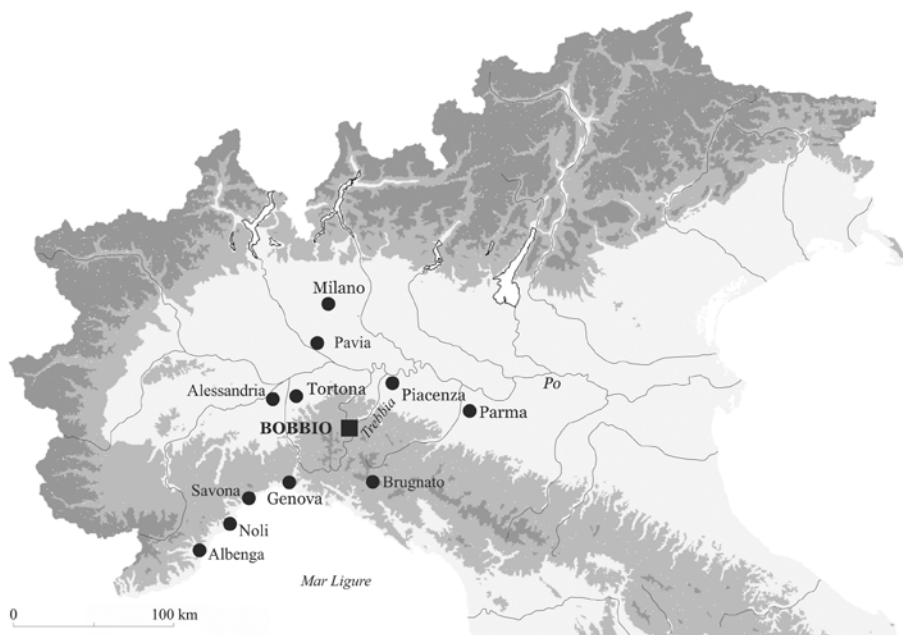 Milano
Pavia
Alessandria
Tortona
Piacenza
Po
Parma
BOBBIO
Trebbia
Savona
Genova
Brugnato
Noli
Albenga
Mar Ligure
0 100 km